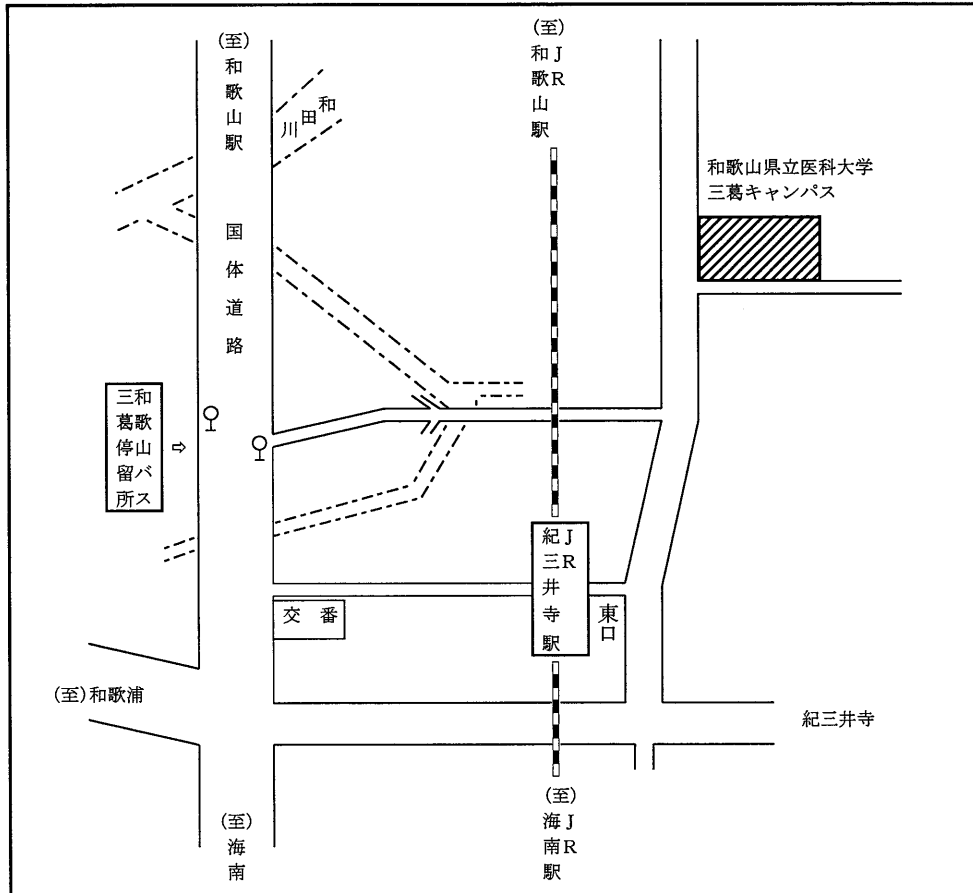 (至)和歌山駅
和田川
国体道路
(至)JR和歌山駅
和歌山県立医科大学
三葛キャンパス
和歌山バス
三葛停留所
⇨
JR
紀三井寺駅
東口
交番
(至)和歌浦
紀三井寺
(至)海南
(至)JR海南駅